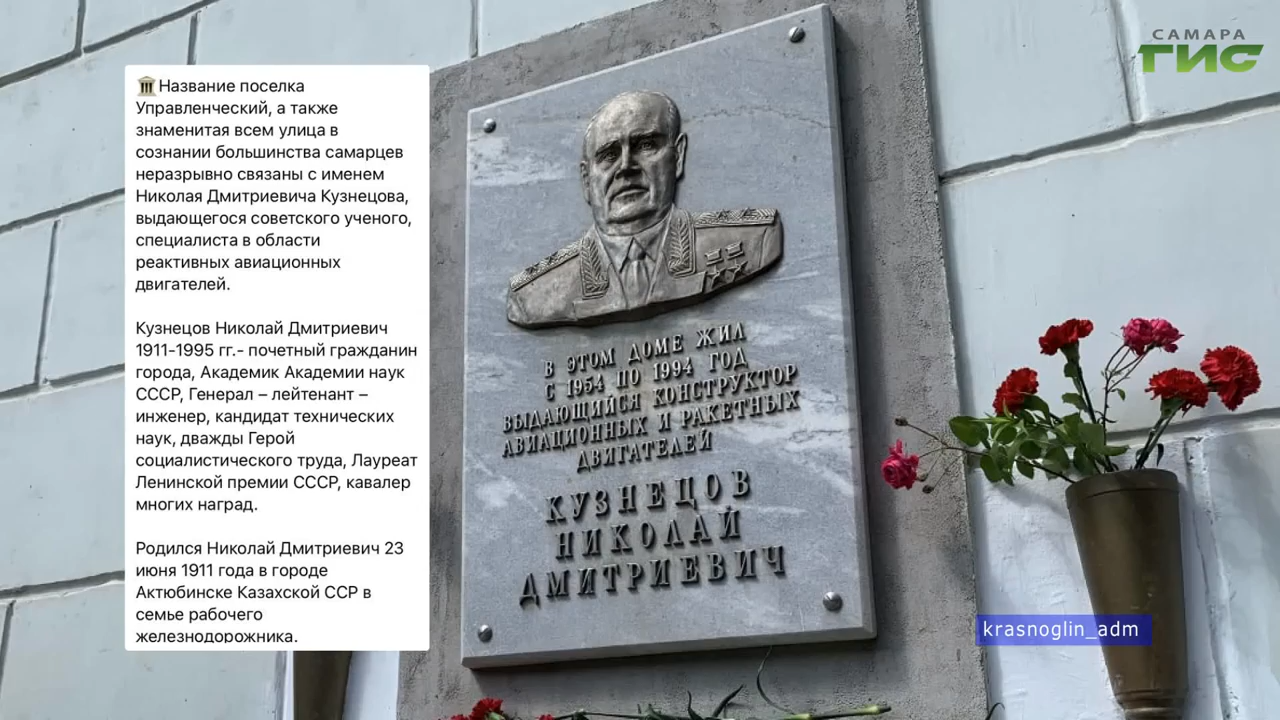 🏛Название поселка
Управленческий, а также
знаменитая всем улица в
сознании большинства самарцев
неразрывно связаны с именем
Николая Дмитриевича Кузнецова,
выдающегося советского ученого,
специалиста в области
реактивных авиационных
двигателей.
Кузнецов Николай Дмитриевич
1911-1995 гг.- почетный гражданин
города, Академик Академии наук
СССР, Генерал – лейтенант –
инженер, кандидат технических
наук, дважды Герой
социалистического труда, Лауреат
Ленинской премии СССР, кавалер
многих наград.
Родился Николай Дмитриевич 23
июня 1911 года в городе
Актюбинске Казахской ССР в
семье рабочего
железнодорожника.
В ЭТОМ ДОМЕ ЖИЛ
С 1954 ПО 1994 ГОД
ВЫДАЮЩИЙСЯ КОНСТРУКТОР
АВИАЦИОННЫХ И РАКЕТНЫХ
ДВИГАТЕЛЕЙ
КУЗНЕЦОВ
НИКОЛАЙ
ДМИТРИЕВИЧ
САМАРА
ГИС
krasnoglin_adm